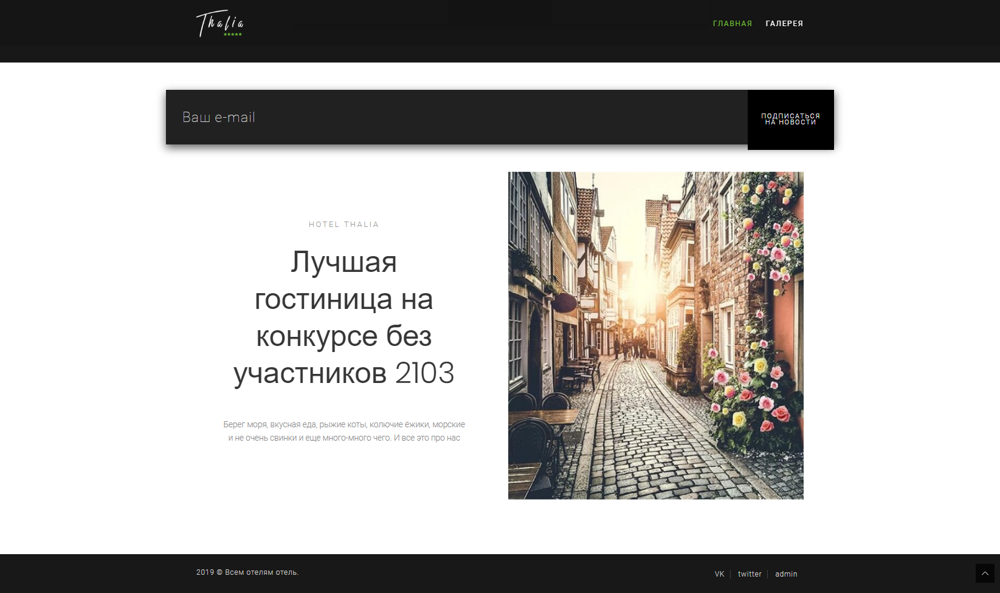 Thalia
ГЛАВНАЯ ГАЛЕРЕЯ
Ваш e-mail
ПОДПИСАТЬСЯ
НА НОВОСТИ
HOTEL THALIA
Лучшая
гостиница на
конкурсе без
участников 2103
Берег моря, вкусная еда, рыжие коты, колючие ёжики, морские
и не очень свинки и еще много-много чего. И все это про нас
2019 © Всем отелям отель.
VK twitter admin